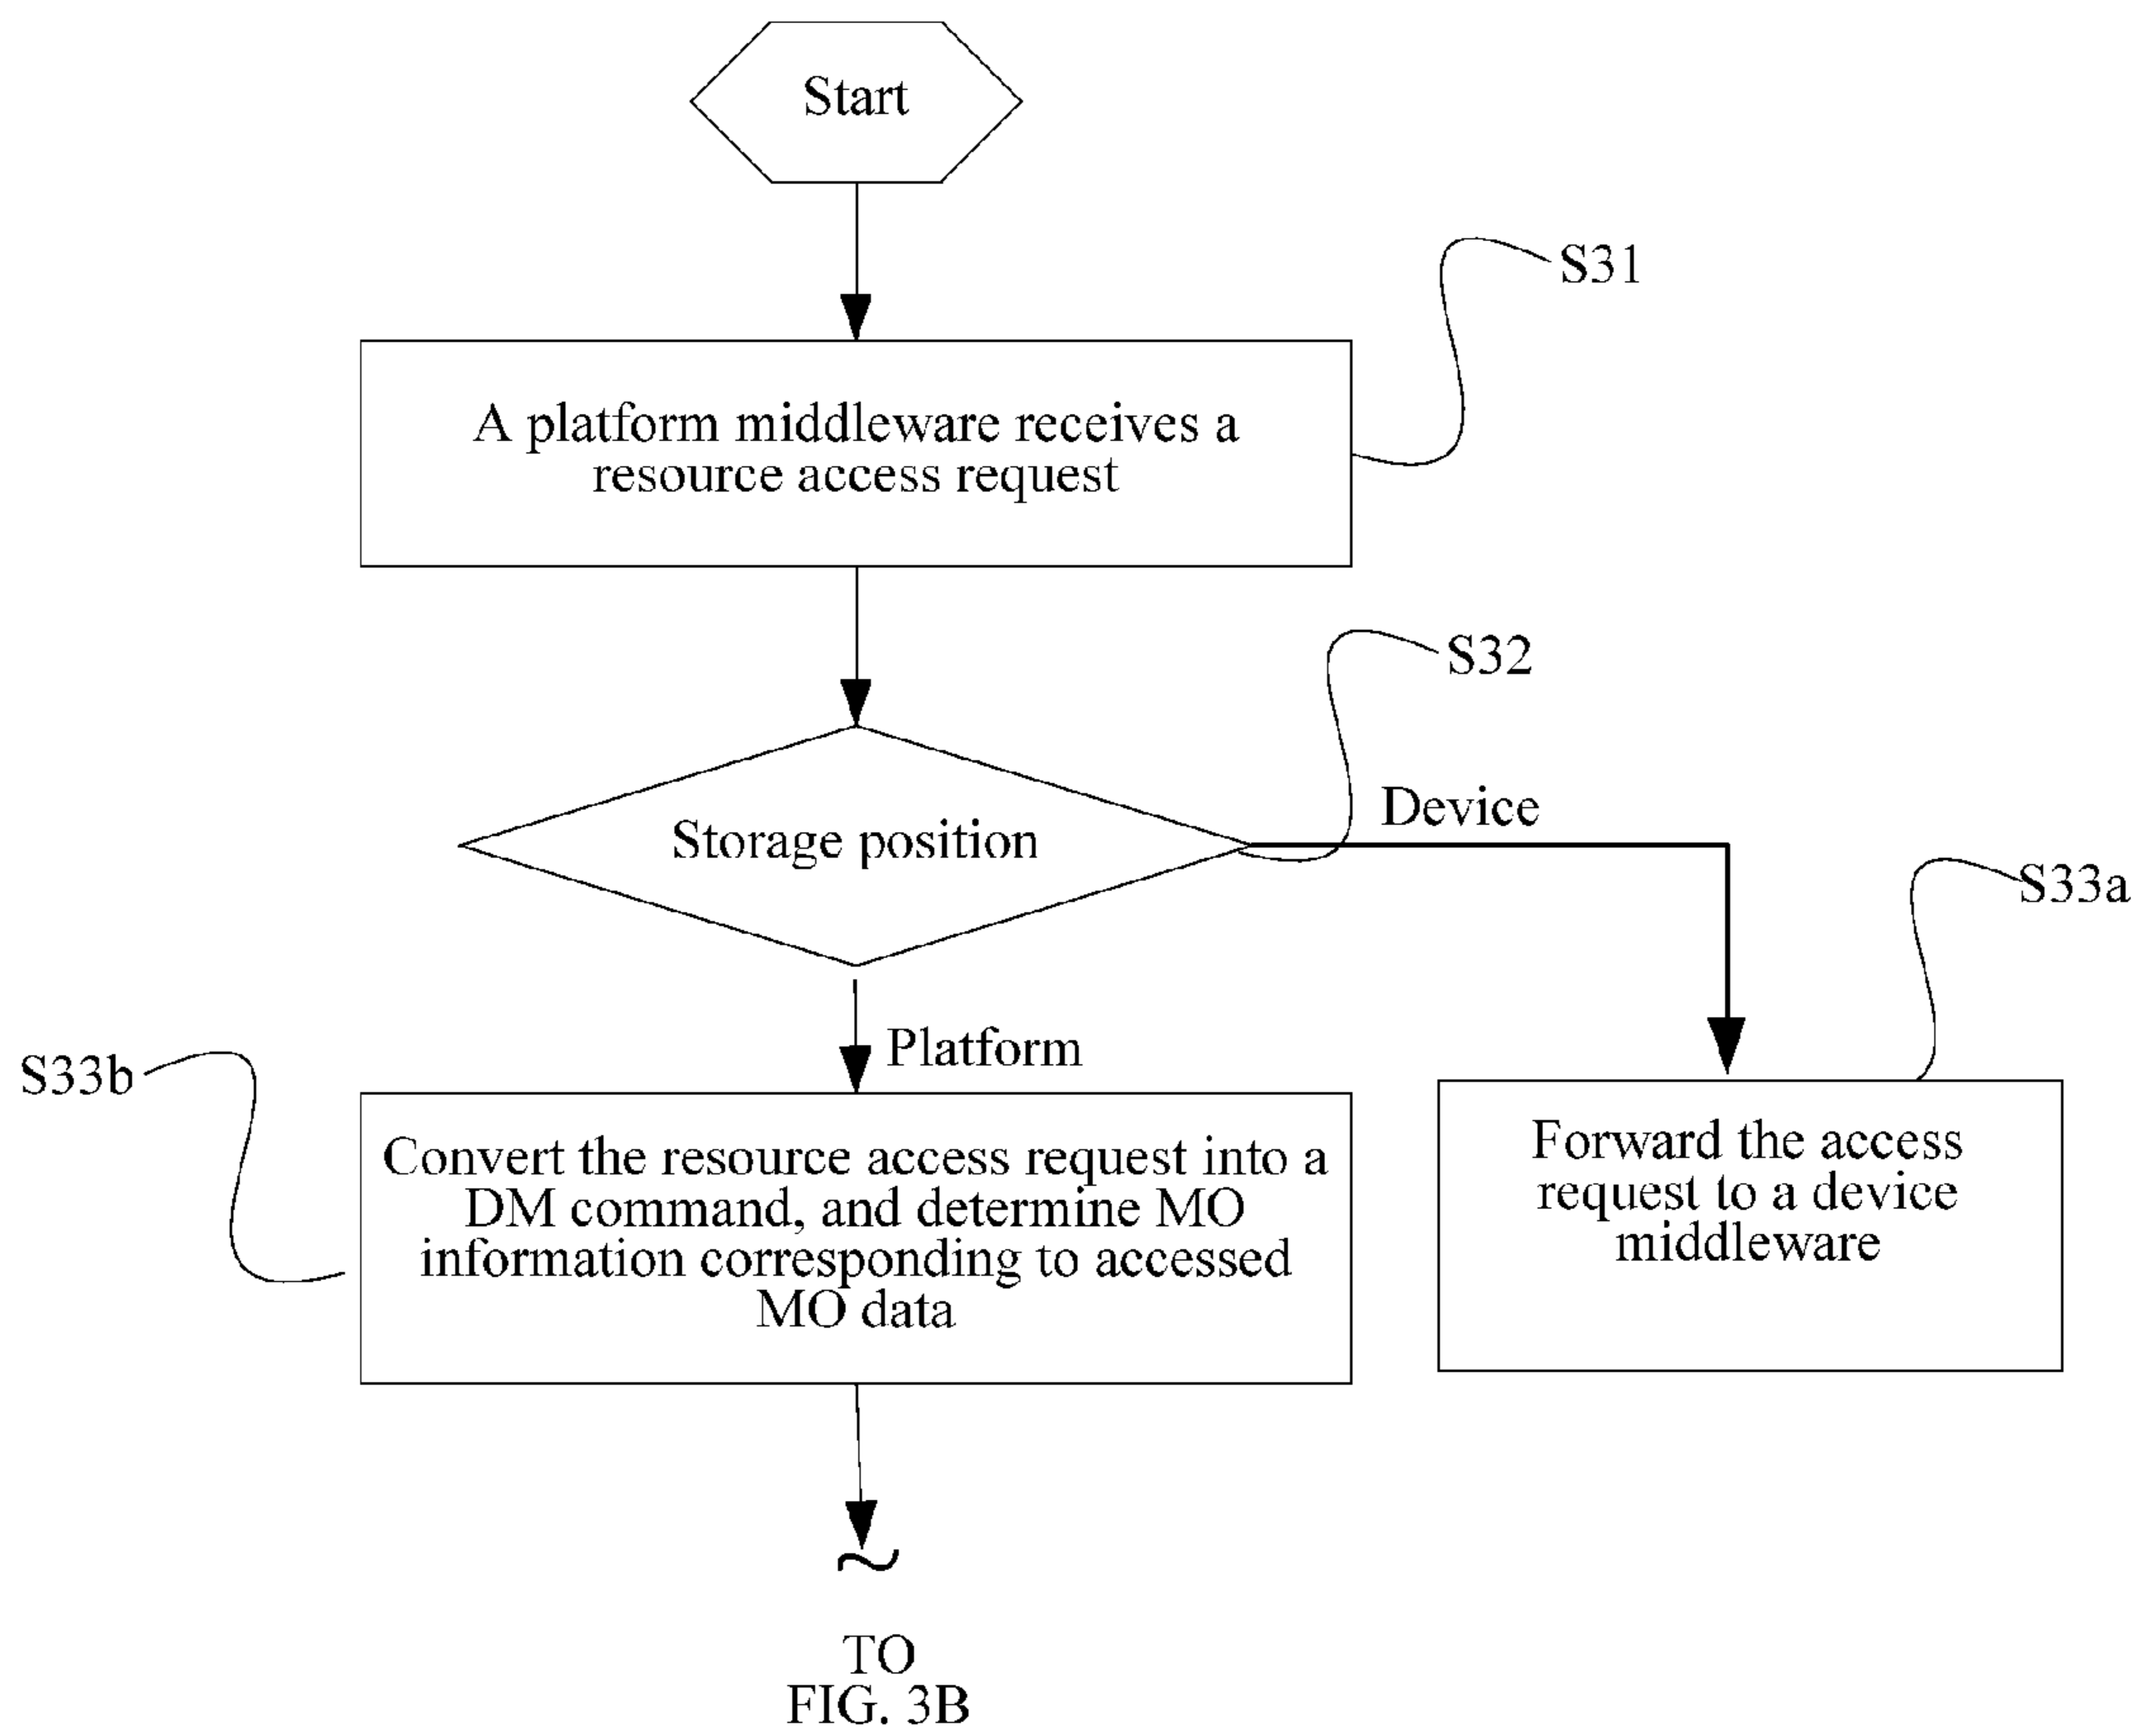 Start
S31
A platform middleware receives a
resource access request
S32
Device
Storage position
S33a
Platform
S33b
Convert the resource access request into a
DM command, and determine MO
information corresponding to accessed
MO data
Forward the access
request to a device
middleware
TO
FIG. 3B